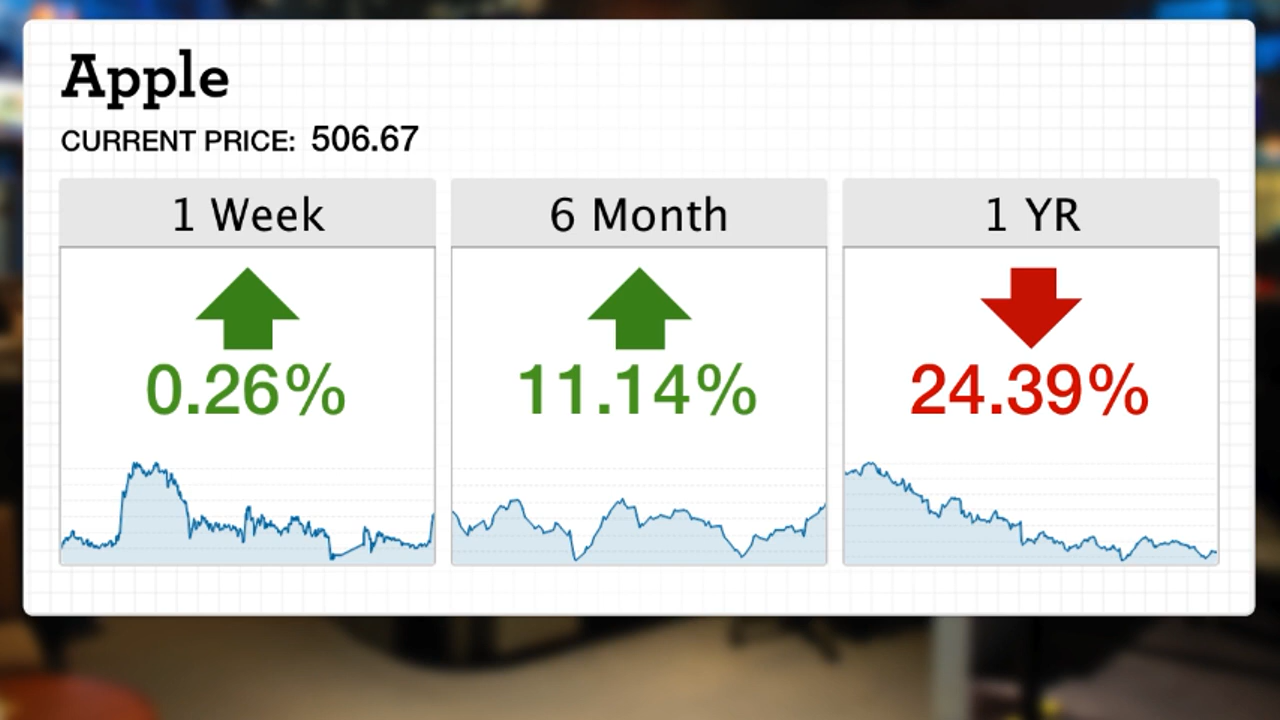 Apple
CURRENT PRICE: 506.67
1 Week
0.26%
6 Month
11.14%
1 YR
24.39%